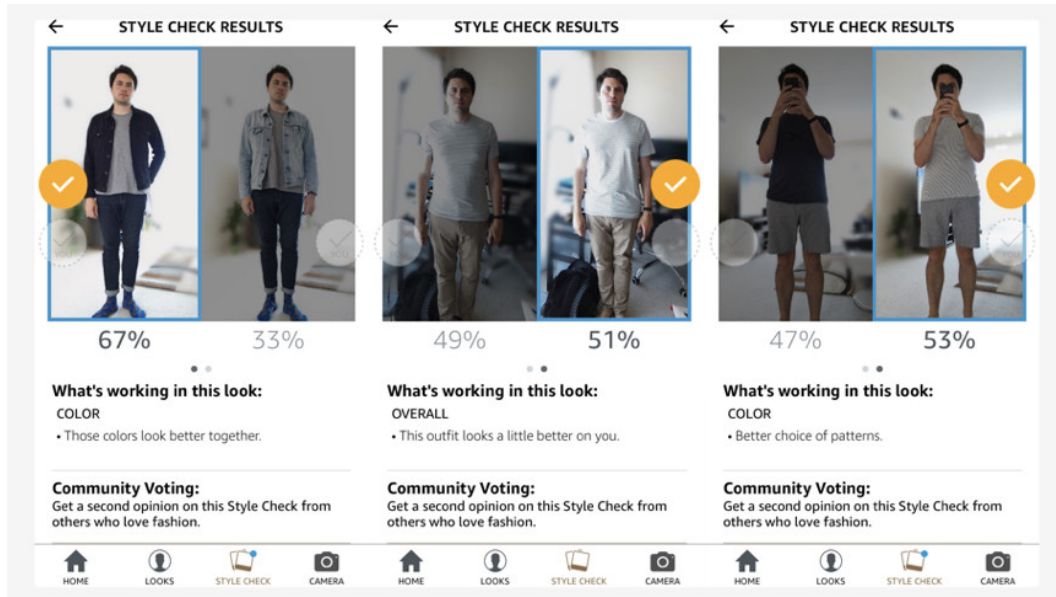 ← STYLE CHECK RESULTS
67% 33%
What's working in this look:
COLOR
• Those colors look better together.
Community Voting:
Get a second opinion on this Style Check from
others who love fashion.
HOME LOOKS STYLE CHECK CAMERA
← STYLE CHECK RESULTS
49% 51%
What's working in this look:
OVERALL
• This outfit looks a little better on you.
Community Voting:
Get a second opinion on this Style Check from
others who love fashion.
HOME LOOKS STYLE CHECK CAMERA
← STYLE CHECK RESULTS
47% 53%
What's working in this look:
COLOR
• Better choice of patterns.
Community Voting:
Get a second opinion on this Style Check from
others who love fashion.
HOME LOOKS STYLE CHECK CAMERA